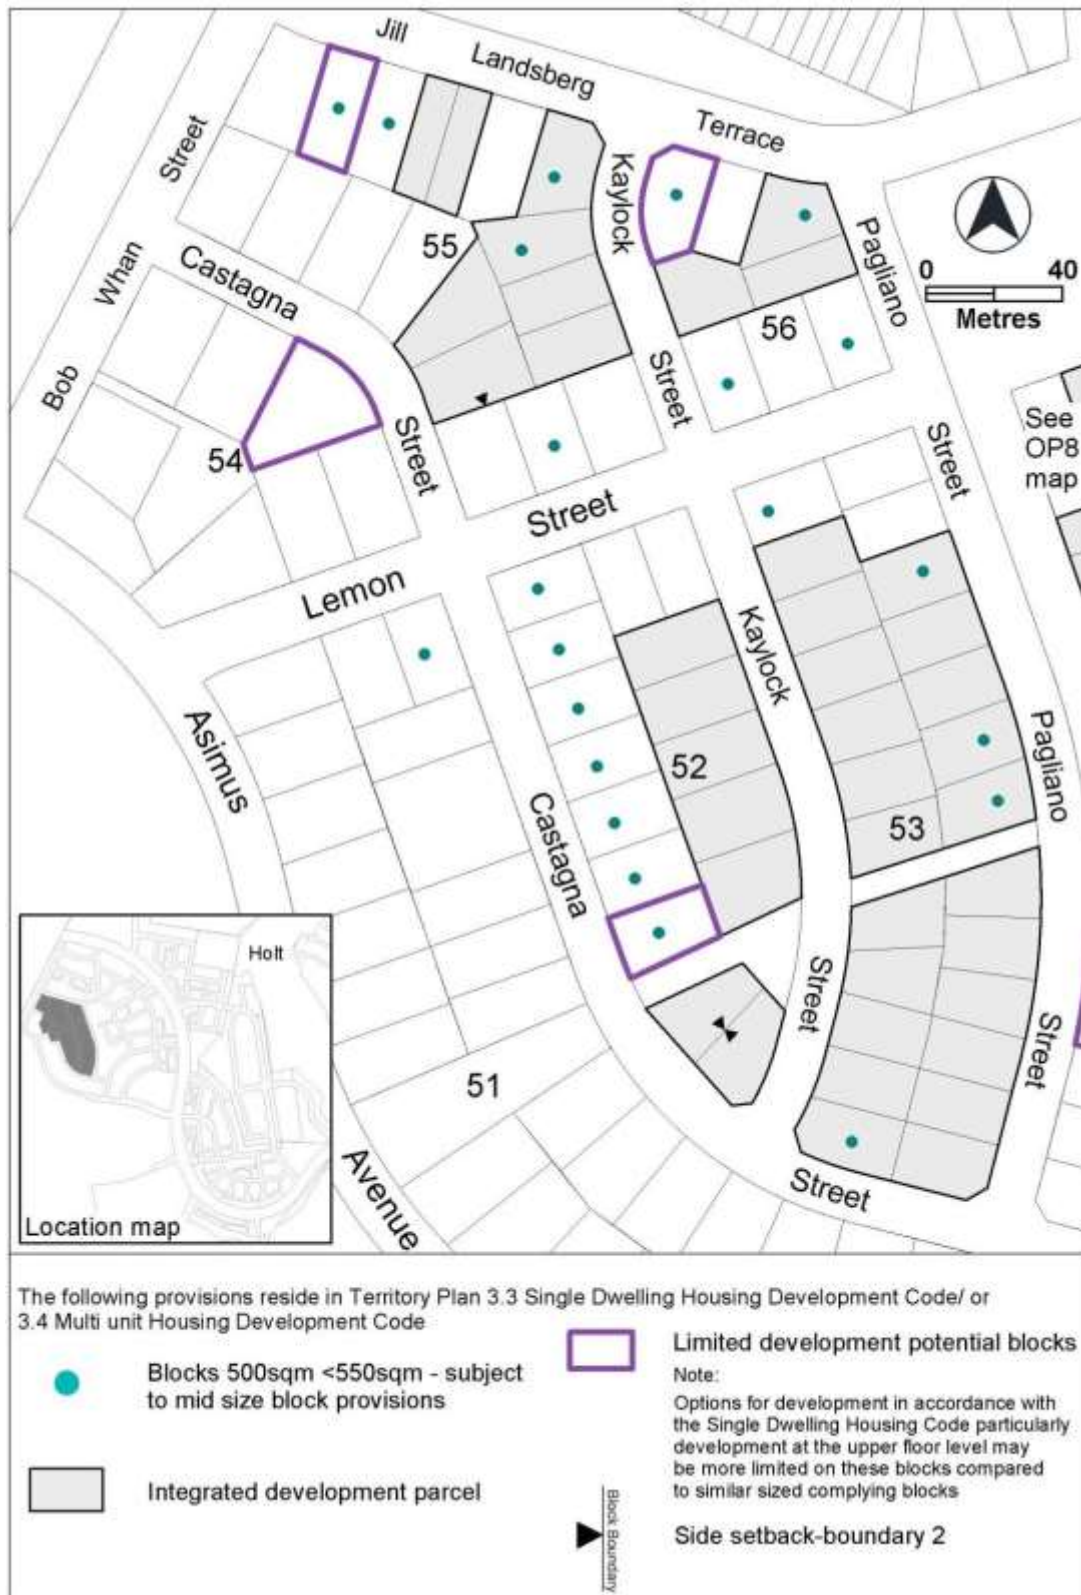 Jill
Landsberg
Terrace
Street
Kaylock
Pagliano
Whan
Castagna
55
0 40
Metres
56
Bob
Street
Street
Street
See
OP8
map
54
Street
Lemon
Kaylock
Asimus
52
Pagliano
Castagna
53
Holt
Street
Street
51
Street
Avenue
Location map
The following provisions reside in Territory Plan 3.3 Single Dwelling Housing Development Code/ or
3.4 Multi unit Housing Development Code
Blocks 500sqm <550sqm - subject
to mid size block provisions
Integrated development parcel
Limited development potential blocks
Note:
Options for development in accordance with
the Single Dwelling Housing Code particularly
development at the upper floor level may
be more limited on these blocks compared
to similar sized complying blocks
Block Boundary
Side setback-boundary 2